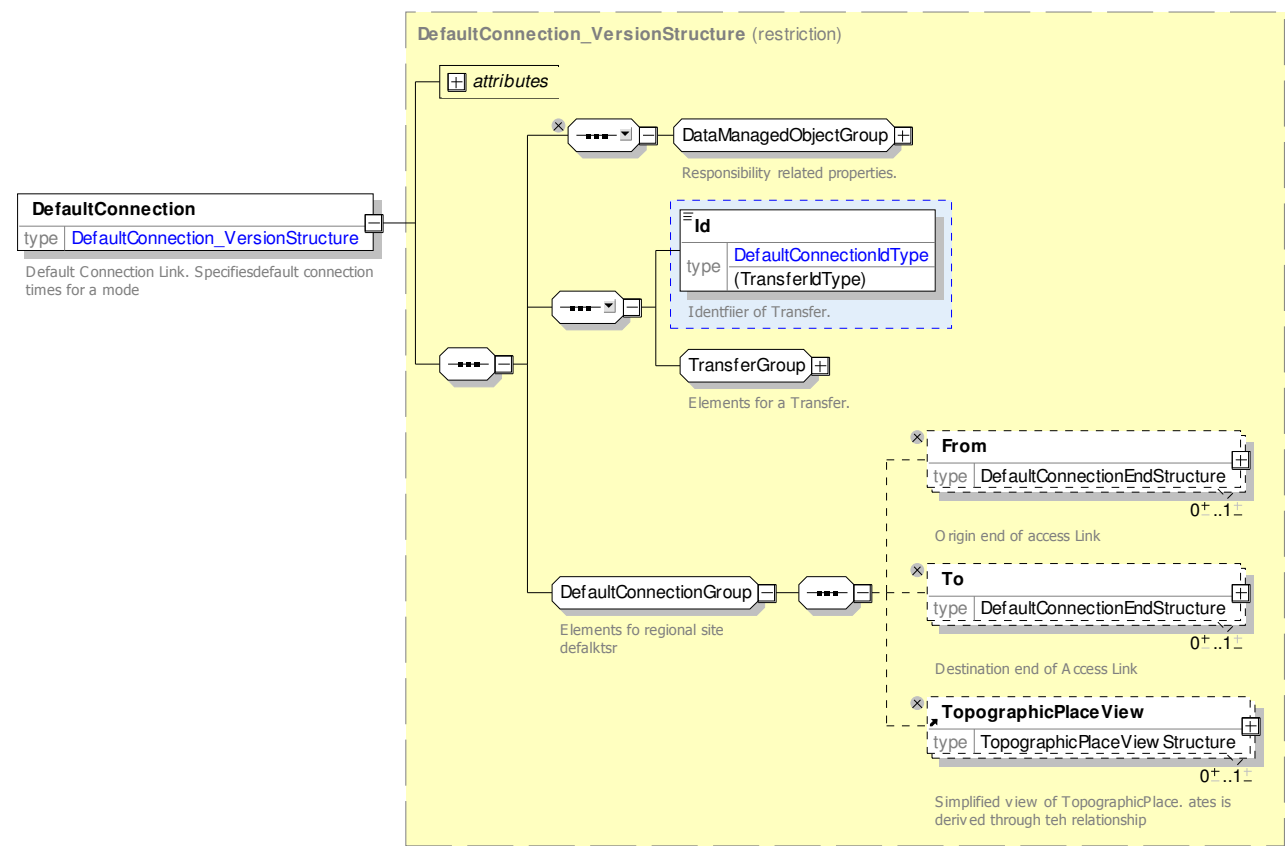 DefaultConnection_VersionStructure (restriction)
attributes
DataManagedObjectGroup
Responsibility related properties.
DefaultConnection
type DefaultConnection_VersionStructure
Default Connection Link. Specifiesdefault connection
times for a mode
Id
type DefaultConnectionIdType
(TransferIdType)
Identfiier of Transfer.
TransferGroup
Elements for a Transfer.
From
type DefaultConnectionEndStructure
0..1
Origin end of access Link
To
type DefaultConnectionEndStructure
0..1
Destination end of Access Link
DefaultConnectionGroup
Elements fo regional site
defalktsr
TopographicPlaceView
type TopographicPlaceViewStructure
0..1
Simplified view of TopographicPlace. ates is
derived through teh relationship